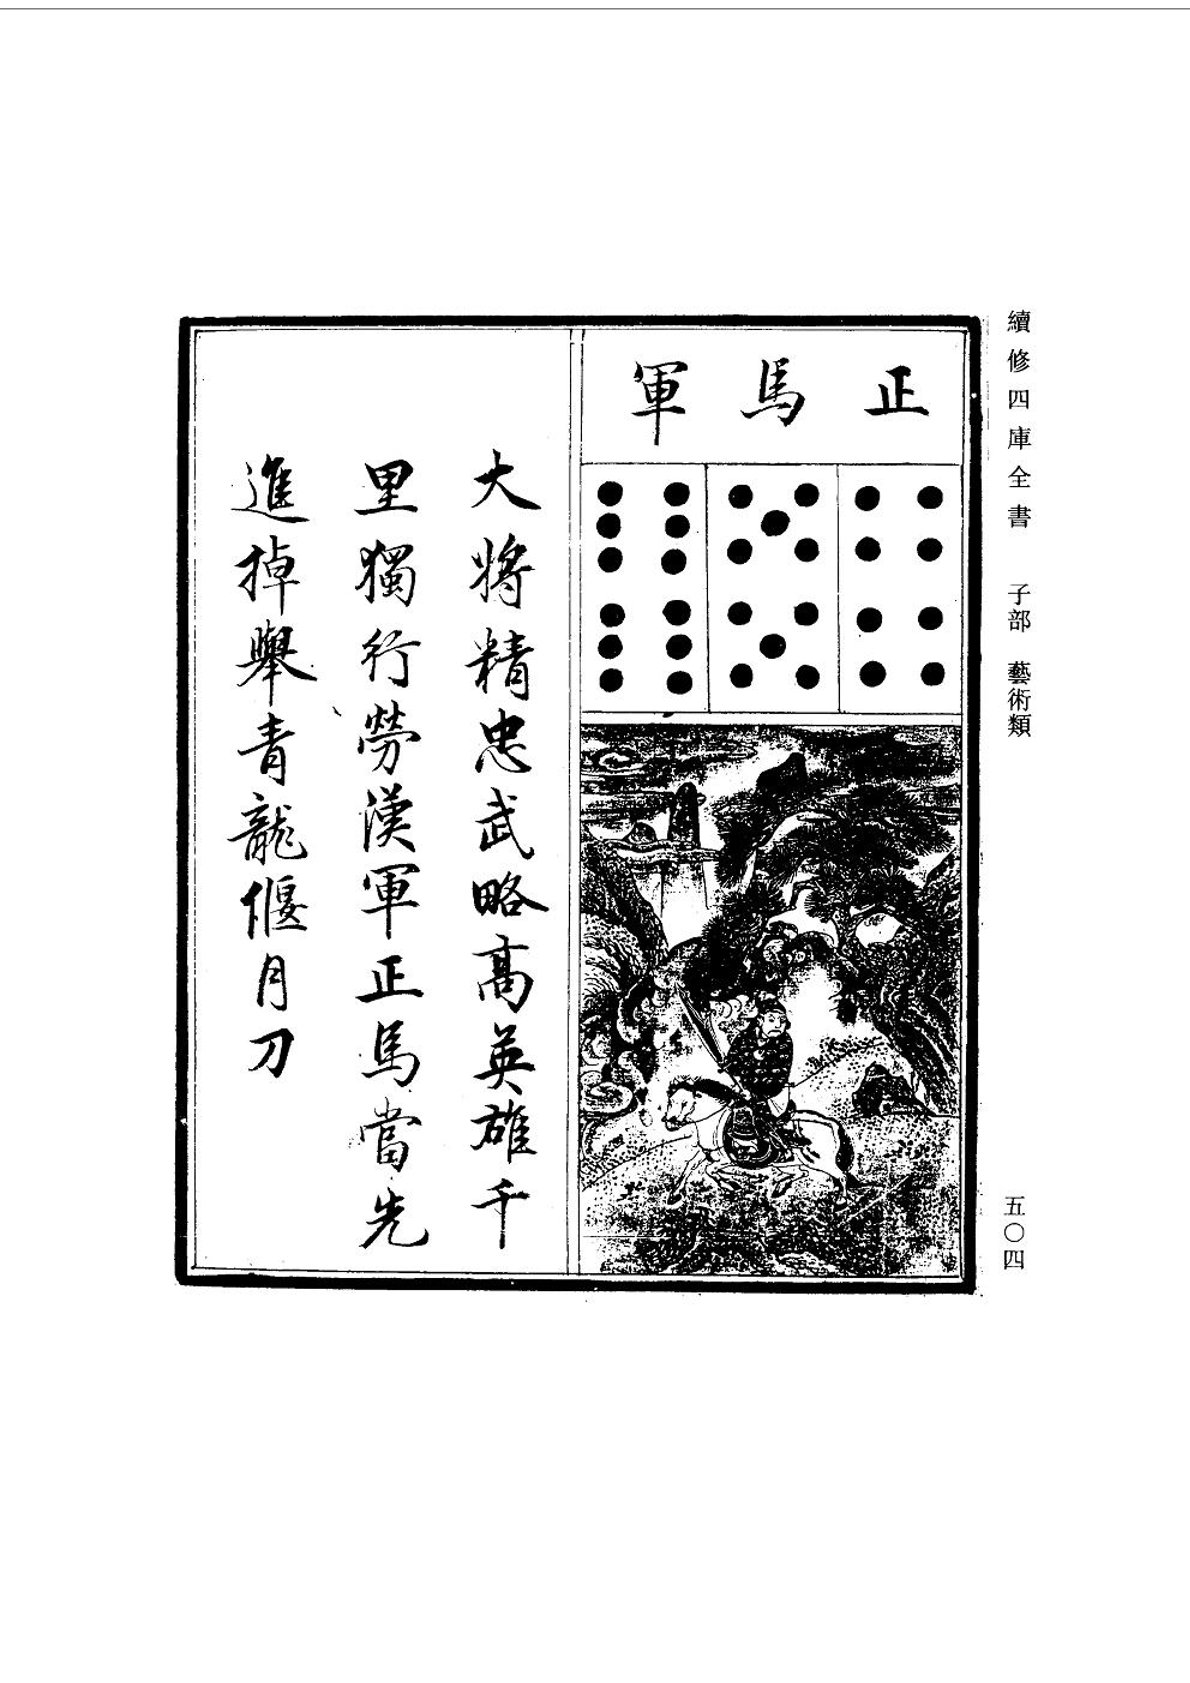 續修四庫全書 子部 藝術類
五〇四
正馬軍
大將精忠武略高英雄千
里獨行勞漢軍正馬當先
進掉舉青龍偃月刀